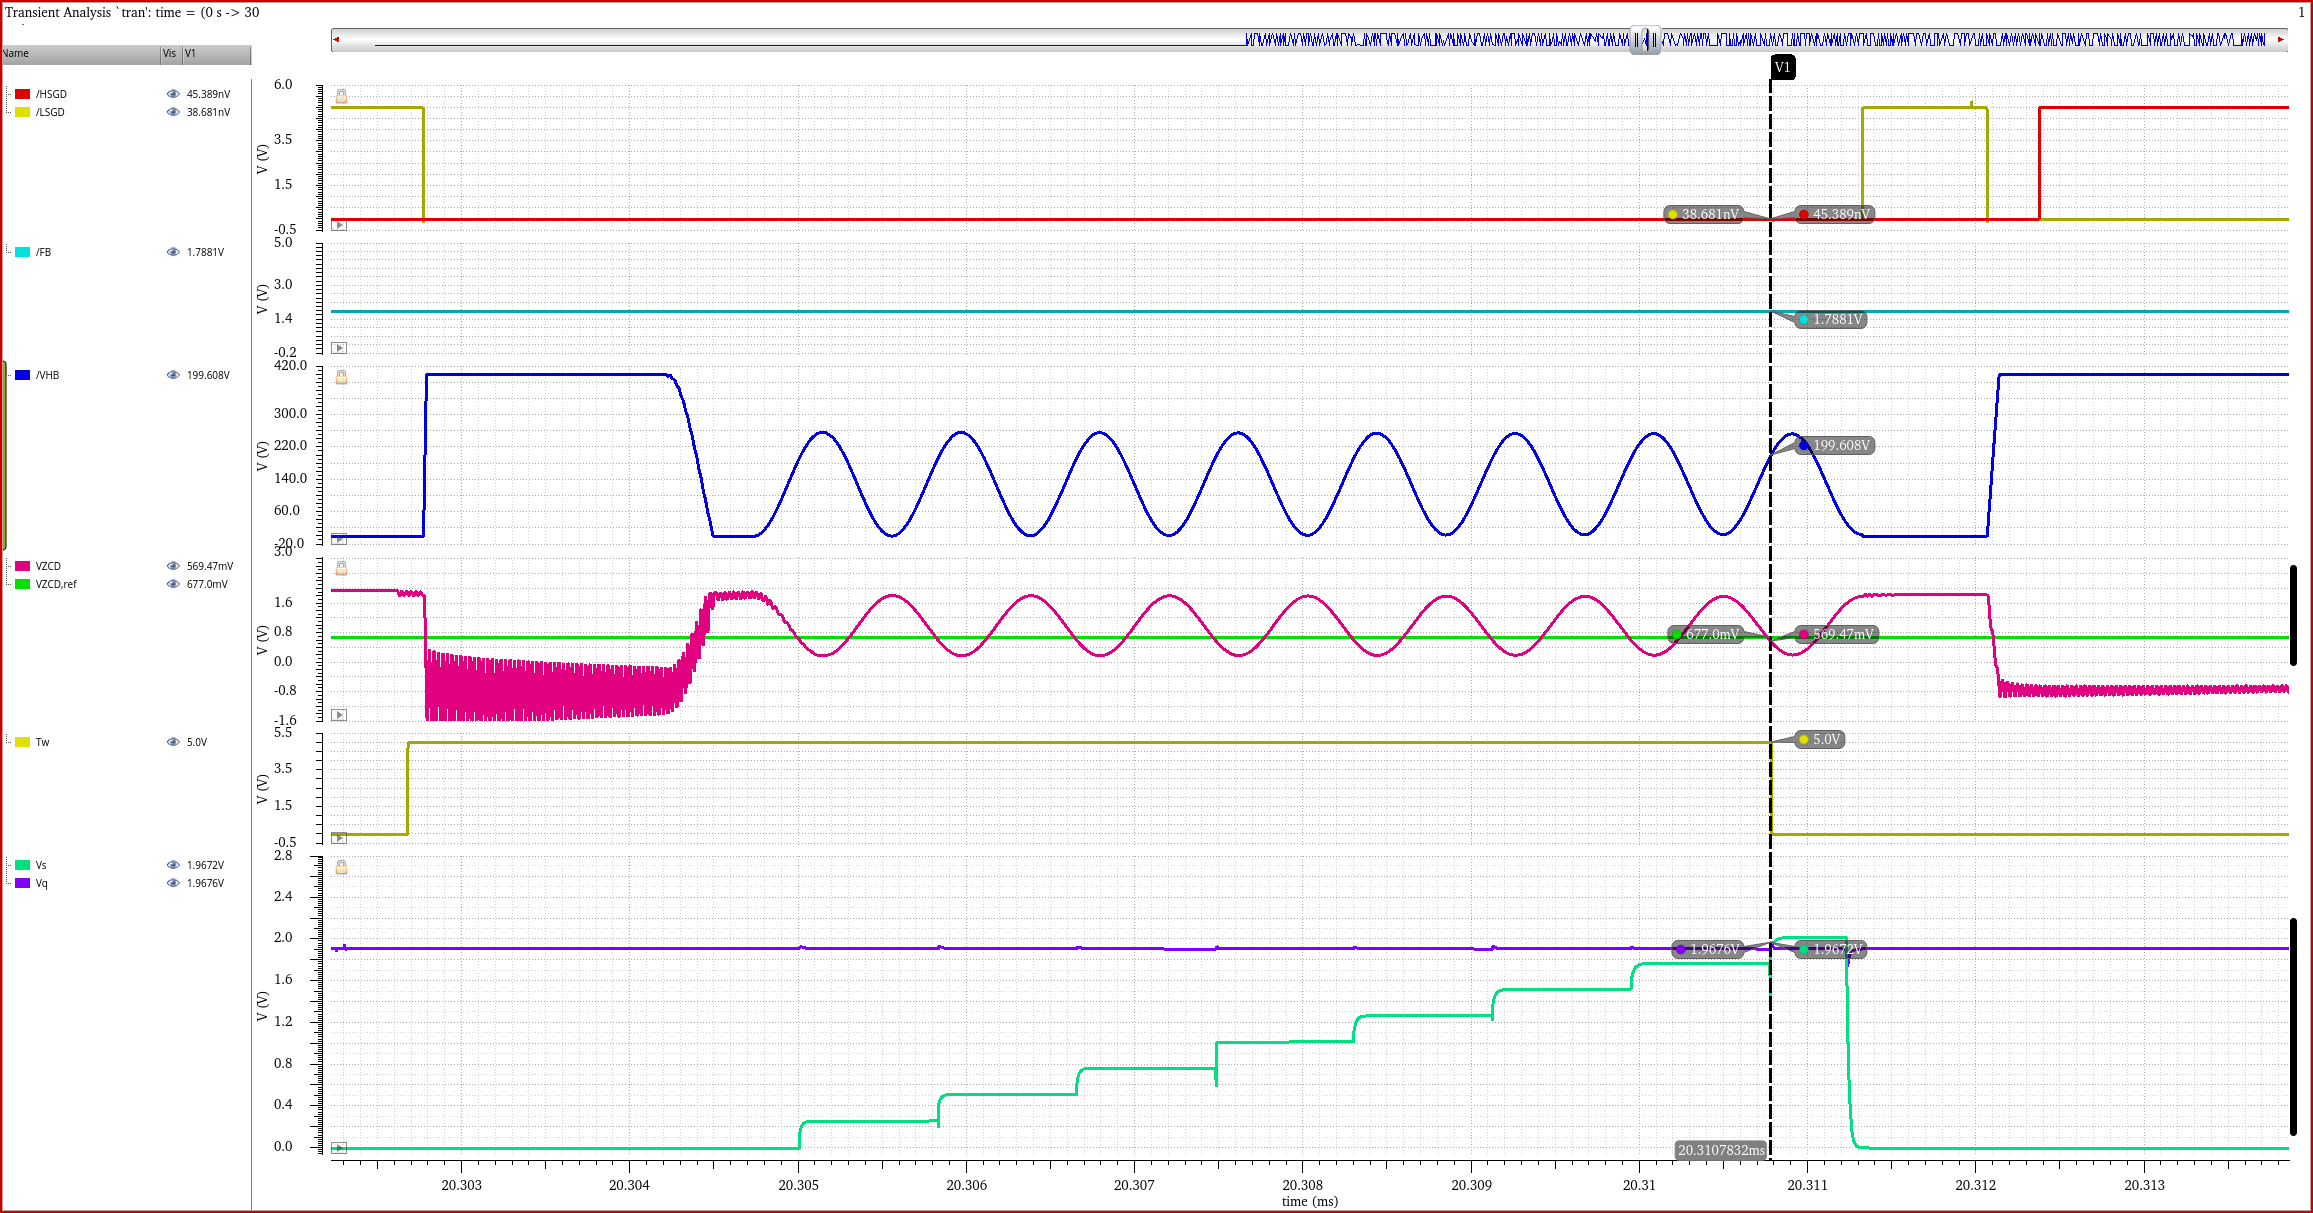 Transient Analysis `tran': time = (0 s -> 30
1
Name Vis V1
V1
/HSGD 45.389nV
/LSGD 38.681nV
6.0
3.5
1.5
-0.5
V (V)
38.681nV 45.389nV
/FB 1.7881V
5.0
3.0
1.4
-0.2
V (V)
1.7881V
/VHB 199.608V
420.0
300.0
220.0
140.0
60.0
-20.0
V (V)
199.608V
VZCD 569.47mV
VZCD,ref 677.0mV
3.0
1.6
0.8
0.0
-0.8
-1.6
V (V)
677.0mV 569.47mV
Tw 5.0V
5.5
3.5
1.5
-0.5
V (V)
5.0V
Vs 1.9672V
Vq 1.9676V
2.8
2.4
2.0
1.6
1.2
0.8
0.4
0.0
V (V)
1.9676V 1.9672V
20.3107832ms
20.303 20.304 20.305 20.306 20.307 20.308 20.309 20.31 20.311 20.312 20.313
time (ms)